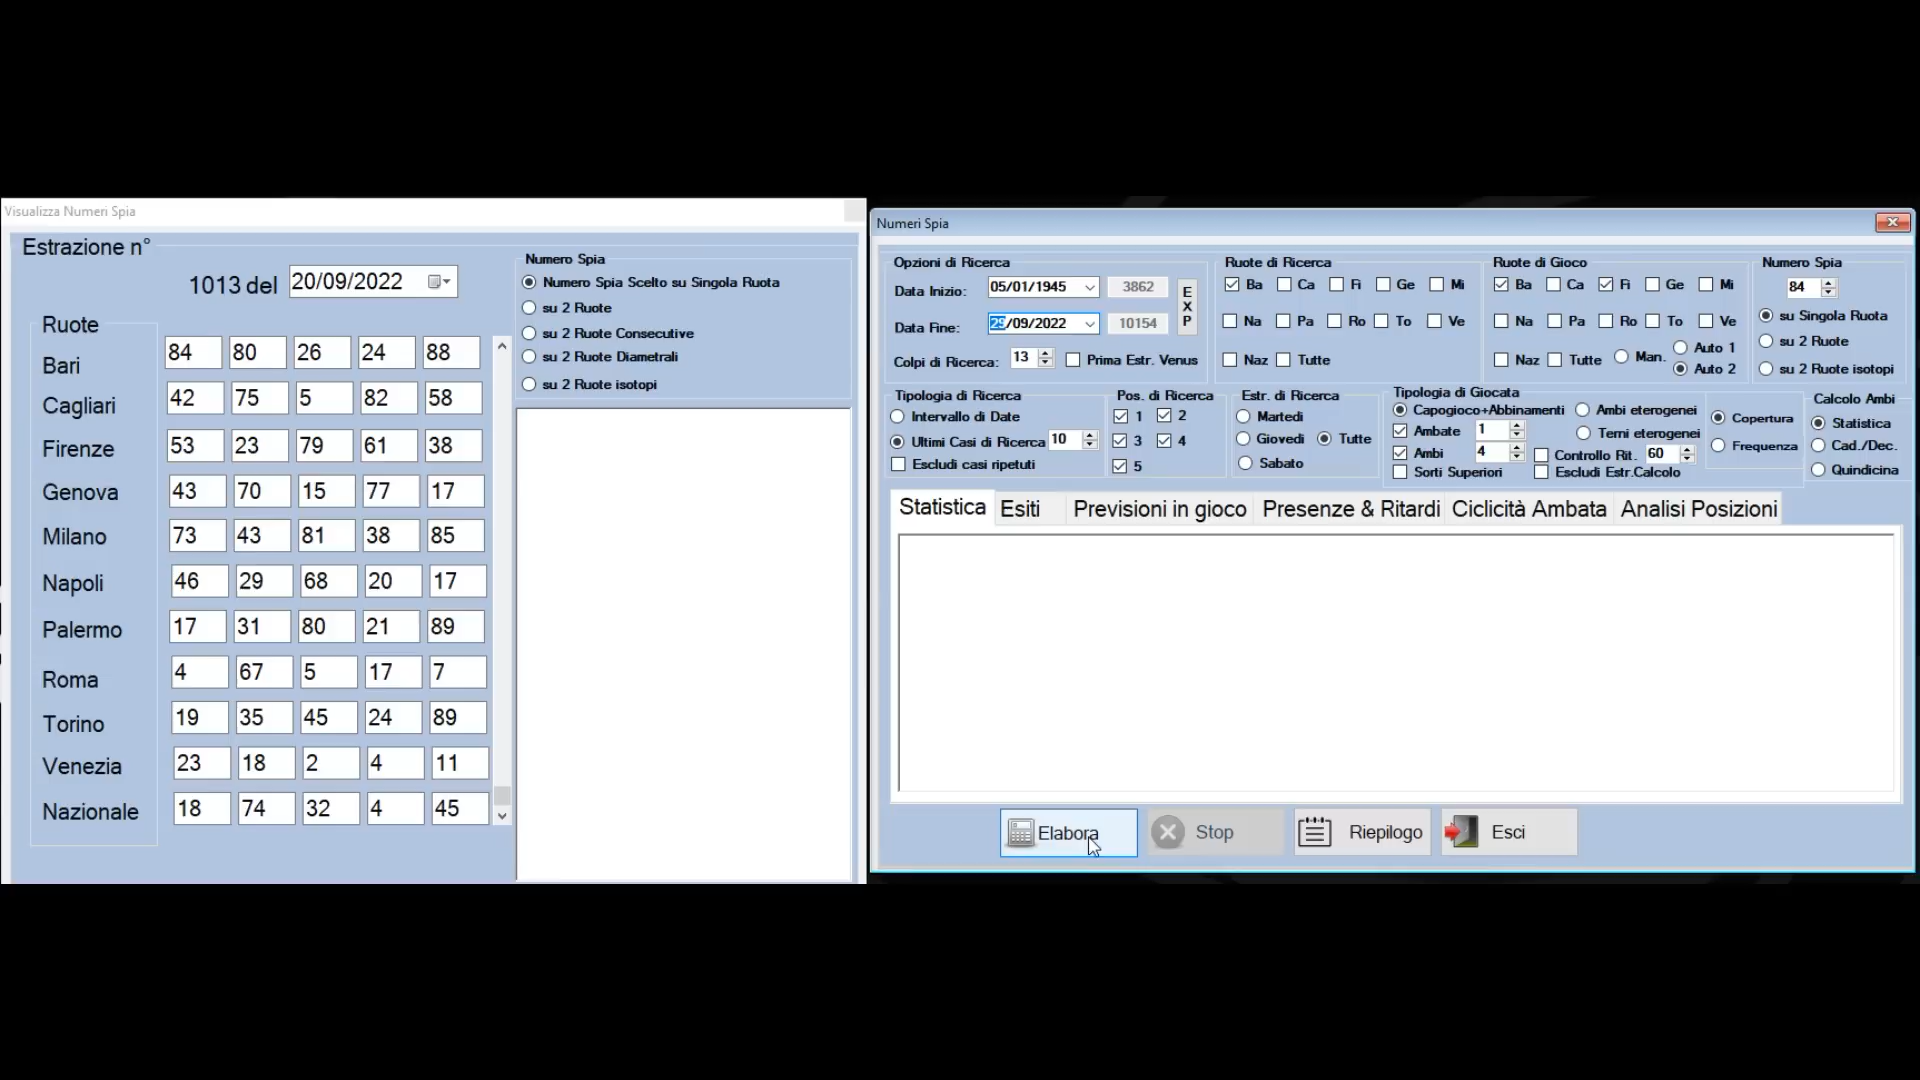 Visualizza Numeri Spia
Estrazione n°
1013 del 20/09/2022
Ruote
Bari 84 80 26 24 88
Cagliari 42 75 5 82 58
Firenze 53 23 79 61 38
Genova 43 70 15 77 17
Milano 73 43 81 38 85
Napoli 46 29 68 20 17
Palermo 17 31 80 21 89
Roma 4 67 5 17 7
Torino 19 35 45 24 89
Venezia 23 18 2 4 11
Nazionale 18 74 32 4 45
Numero Spia
Numero Spia Scelto su Singola Ruota
su 2 Ruote
su 2 Ruote Consecutive
su 2 Ruote Diametrali
su 2 Ruote isotopi
Numeri Spia
Opzioni di Ricerca
Data Inizio: 05/01/1945 3862
Data Fine: 29/09/2022 10154
EXP
Colpi di Ricerca: 13 Prima Estr. Venus
Ruote di Ricerca
Ba Ca Fi Ge Mi
Na Pa Ro To Ve
Naz Tutte
Ruote di Gioco
Ba Ca Fi Ge Mi
Na Pa Ro To Ve
Naz Tutte Man. Auto 1
Auto 2
Numero Spia
84
su Singola Ruota
su 2 Ruote
su 2 Ruote isotopi
Tipologia di Ricerca
Intervallo di Date
Ultimi Casi di Ricerca 10
Escludi casi ripetuti
Pos. di Ricerca
1 2
3 4
5
Estr. di Ricerca
Martedi
Giovedi Tutte
Sabato
Tipologia di Giocata
Capogioco+Abbinamenti Ambi eterogenei
Ambate 1 Terni eterogenei
Ambi 4 Controllo Rit. 60
Sorti Superiori Escludi Estr.Calcolo
Copertura
Frequenza
Calcolo Ambi
Statistica
Cad./Dec.
Quindicina
Statistica Esiti Previsioni in gioco Presenze & Ritardi Ciclicità Ambata Analisi Posizioni
Elabora Stop Riepilogo Esci